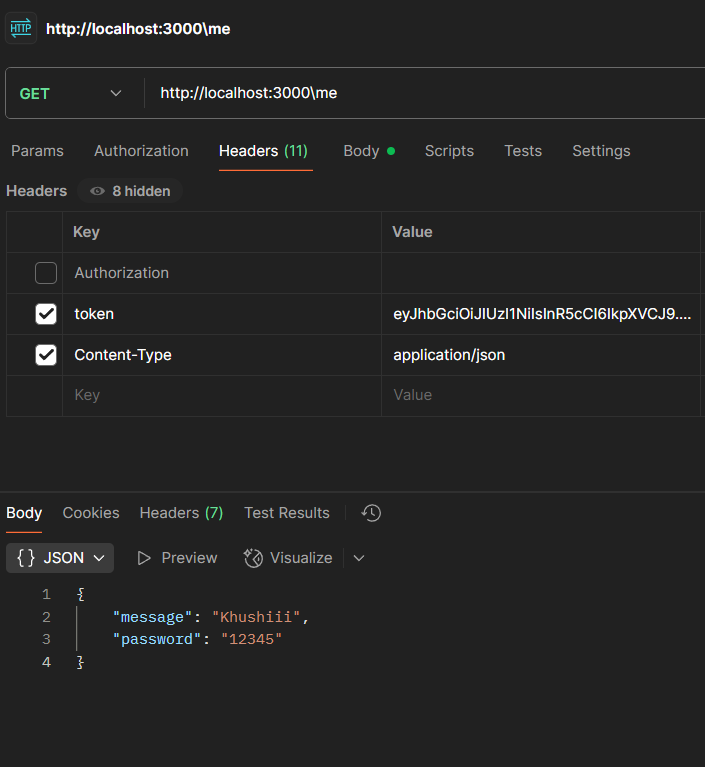 HTTP http://localhost:3000\me
GET http://localhost:3000\me
Params Authorization Headers (11) Body Scripts Tests Settings
Headers 8 hidden
Key Value
Authorization
token eyJhbGciOiJIUzI1NiIsInR5cCI6IkpXVCJ9....
Content-Type application/json
Key Value
Body Cookies Headers (7) Test Results
{} JSON Preview Visualize
1 {
2 "message": "Khushiii",
3 "password": "12345"
4 }